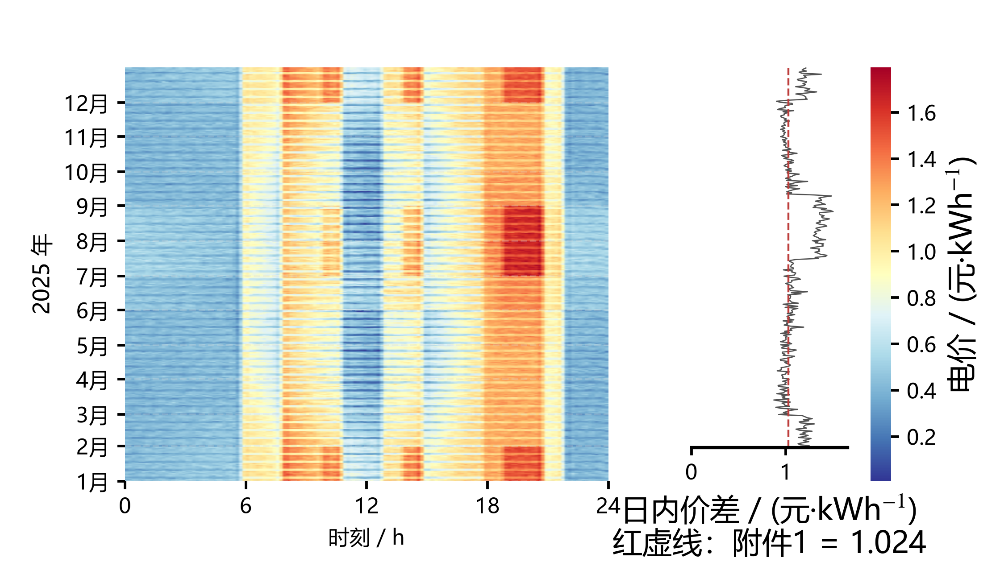 2025 年
12月
11月
10月
9月
8月
7月
6月
5月
4月
3月
2月
1月
0
6
12
18
24
时刻 / h
0
1
日内价差 / (元·kWh⁻¹)
红虚线：附件1 = 1.024
1.6
1.4
1.2
1.0
0.8
0.6
0.4
0.2
电价 / (元·kWh⁻¹)